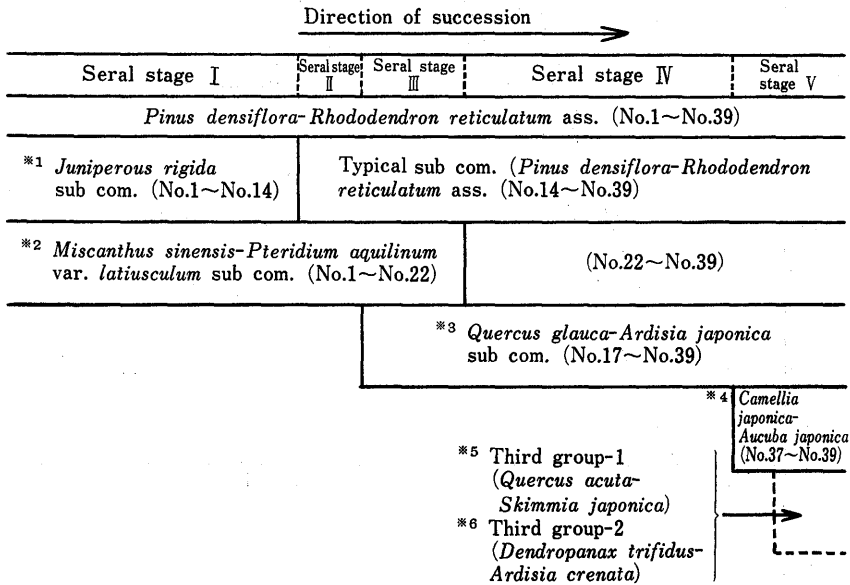 Direction of succession
Seral stage I
Seral stage
II
Seral stage
III
Seral stage IV
Seral
stage V
Pinus densiflora-Rhododendron reticulatum ass. (No.1~No.39)
※1 Juniperous rigida
sub com. (No.1~No.14)
Typical sub com. (Pinus densiflora-Rhododendron
reticulatum ass. (No.14~No.39)
※2 Miscanthus sinensis-Pteridium aquilinum
var. latiusculum sub com. (No.1~No.22)
(No.22~No.39)
※3 Quercus glauca-Ardisia japonica
sub com. (No.17~No.39)
※4 Camellia
japonica-
Aucuba japonica
(No.37~No.39)
※5 Third group-1
(Quercus acuta-
Skimmia japonica)
※6 Third group-2
(Dendropanax trifidus-
Ardisia crenata)